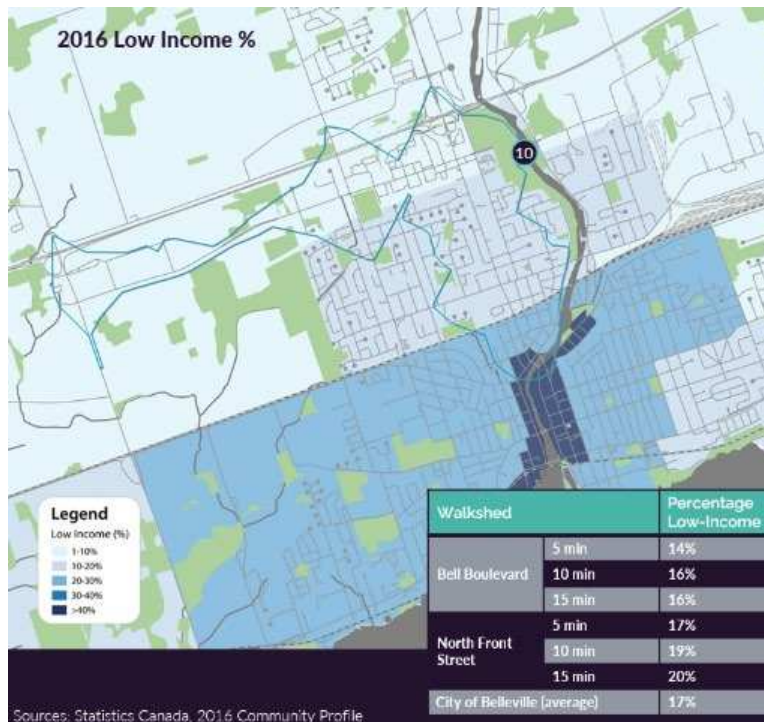 2016 Low Income %
10
Legend
Low Income (%)
1-10%
10-20%
20-30%
30-40%
>40%
Walkshed Percentage Low-Income
Bell Boulevard 5 min 14%
10 min 16%
15 min 16%
North Front Street 5 min 17%
10 min 19%
15 min 20%
City of Belleville (average) 17%
Sources: Statistics Canada, 2016 Community Profile